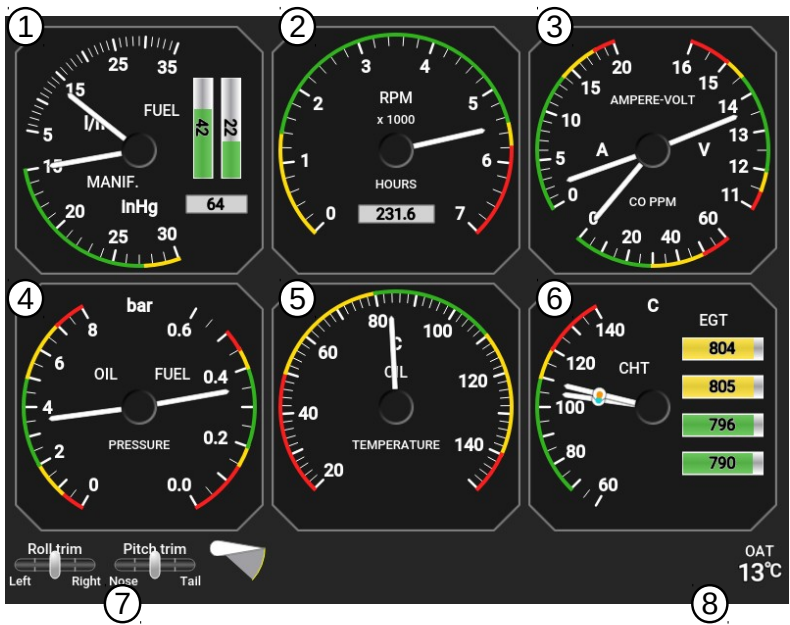 1
15
25
35
5
l/h
FUEL
42
22
15
MANIF.
20
InHg
25
30
64
2
0
1
2
3
4
5
6
7
RPM
x 1000
HOURS
231.6
3
0
5
10
15
20
16
15
14
13
12
11
AMPERE-VOLT
A
V
CO PPM
0
20
40
60
4
bar
8
6
4
2
0
0.6
0.4
0.2
0.0
OIL
FUEL
PRESSURE
5
20
40
60
80
100
120
140
C
OIL
TEMPERATURE
6
C
140
120
100
80
60
CHT
EGT
804
805
796
790
Roll trim
Left
Right
Pitch trim
Nose
Tail
7
OAT
13°C
8